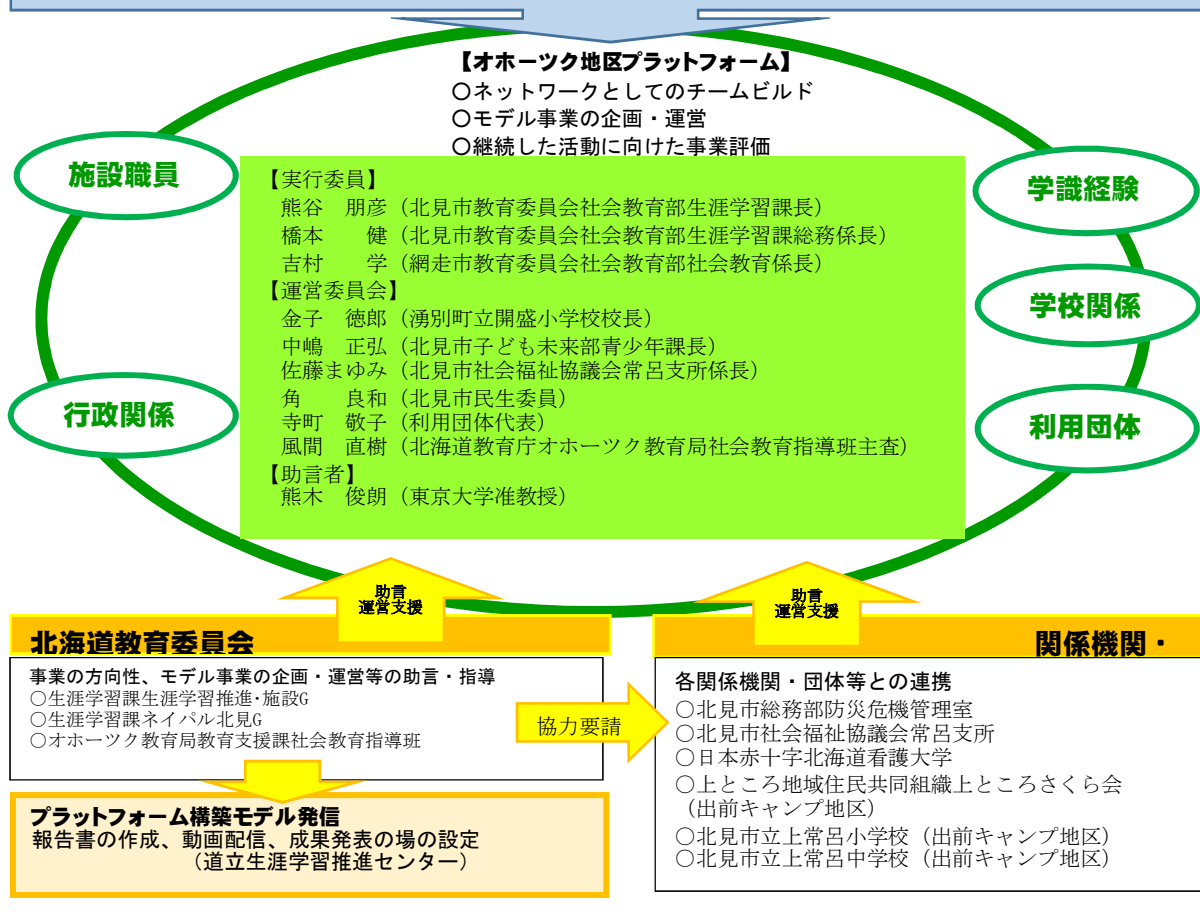 【オホーツク地区プラットフォーム】
〇ネットワークとしてのチームビルド
〇モデル事業の企画・運営
〇継続した活動に向けた事業評価
施設職員
行政関係
学識経験
学校関係
利用団体
【実行委員】
熊谷　朋彦（北見市教育委員会社会教育部生涯学習課長）
橋本　　健（北見市教育委員会社会教育部生涯学習課総務係長）
吉村　　学（網走市教育委員会社会教育部社会教育係長）
【運営委員会】
金子　徳郎（湧別町立開盛小学校校長）
中嶋　正弘（北見市子ども未来部青少年課長）
佐藤まゆみ（北見市社会福祉協議会常呂支所係長）
角　　良和（北見市民生委員）
寺町　敬子（利用団体代表）
風間　直樹（北海道教育庁オホーツク教育局社会教育指導班主査）
【助言者】
熊木　俊朗（東京大学准教授）
助言
運営支援
助言
運営支援
北海道教育委員会
事業の方向性、モデル事業の企画・運営等の助言・指導
〇生涯学習課生涯学習推進・施設G
〇生涯学習課ネイパル北見G
〇オホーツク教育局教育支援課社会教育指導班
協力要請
関係機関・
各関係機関・団体等との連携
〇北見市総務部防災危機管理室
〇北見市社会福祉協議会常呂支所
〇日本赤十字北海道看護大学
〇上ところ地域住民共同組織上ところさくら会
（出前キャンプ地区）
〇北見市立上常呂小学校（出前キャンプ地区）
〇北見市立上常呂中学校（出前キャンプ地区）
プラットフォーム構築モデル発信
報告書の作成、動画配信、成果発表の場の設定
（道立生涯学習推進センター）